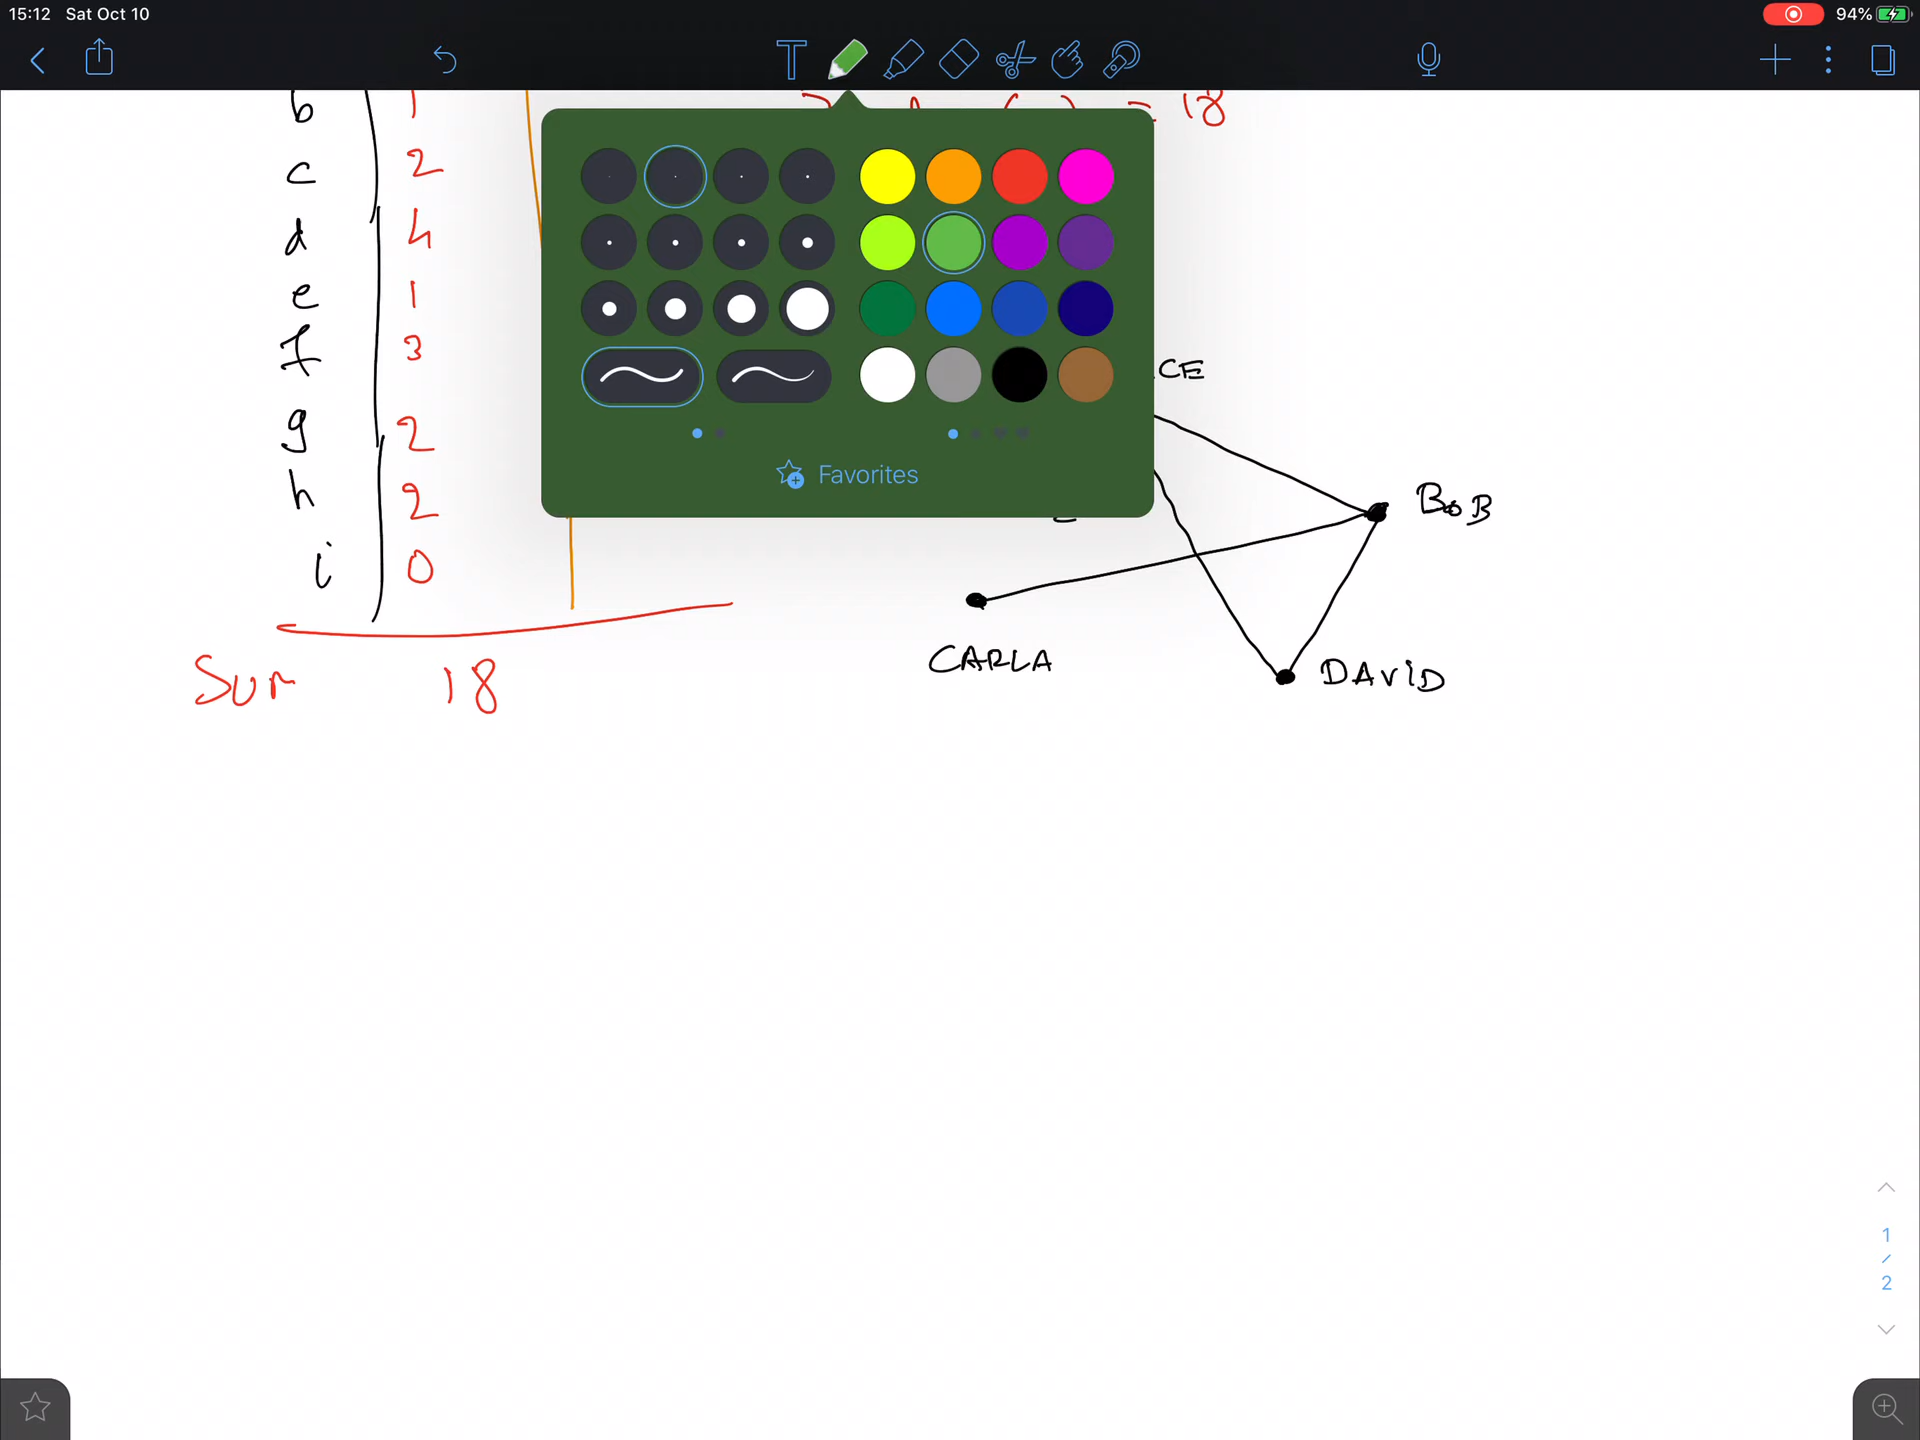 15:12 Sat Oct 10 94%
b 1 = 18
c 2
d 4
e 1
f 3
CE
g 2
Favorites
h 2
BoB
i 0
CARLA
DAViD
Sum 18
1
/
2